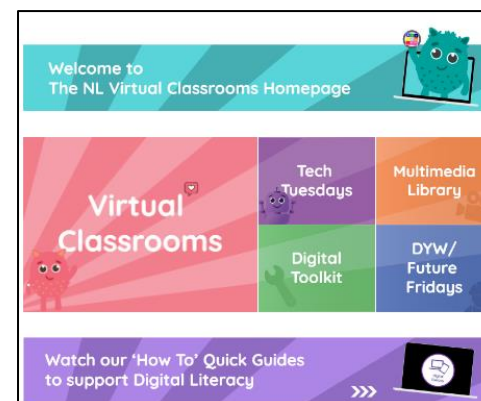 Welcome to
The NL Virtual Classrooms Homepage
Virtual
Classrooms
Tech
Tuesdays
Multimedia
Library
Digital
Toolkit
DYW/
Future
Fridays
Watch our ‘How To’ Quick Guides
to support Digital Literacy
>>>